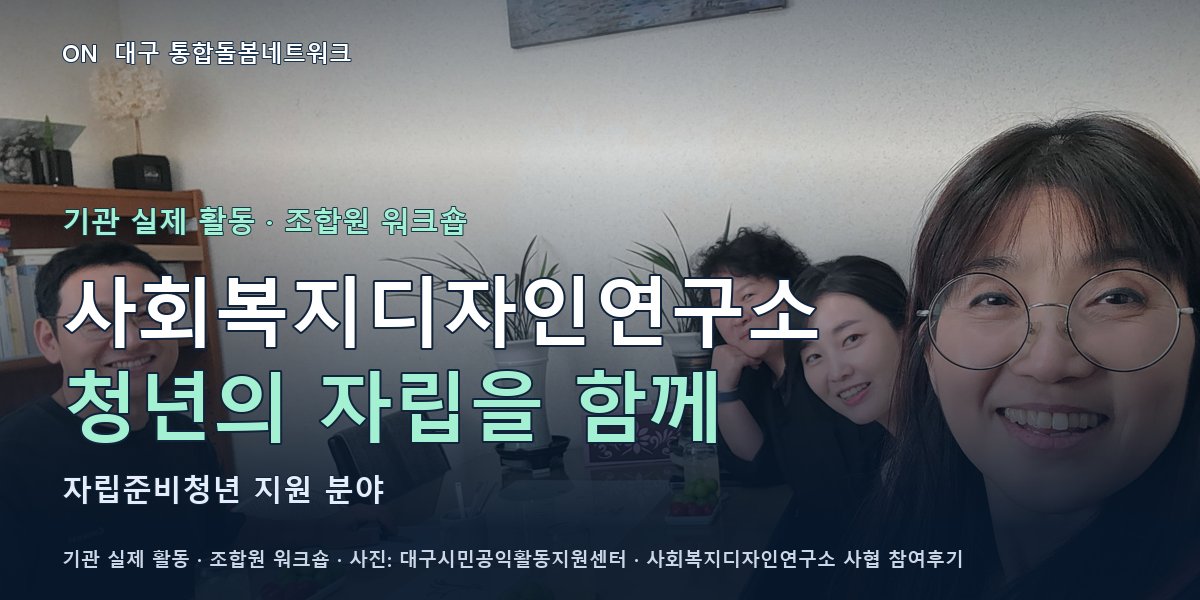 ON 대구 통합돌봄네트워크
기관 실제 활동 · 조합원 워크숍
사회복지디자인연구소
청년의 자립을 함께
자립준비청년 지원 분야
기관 실제 활동 · 조합원 워크숍 · 사진: 대구시민공익활동지원센터 · 사회복지디자인연구소 사협 참여후기